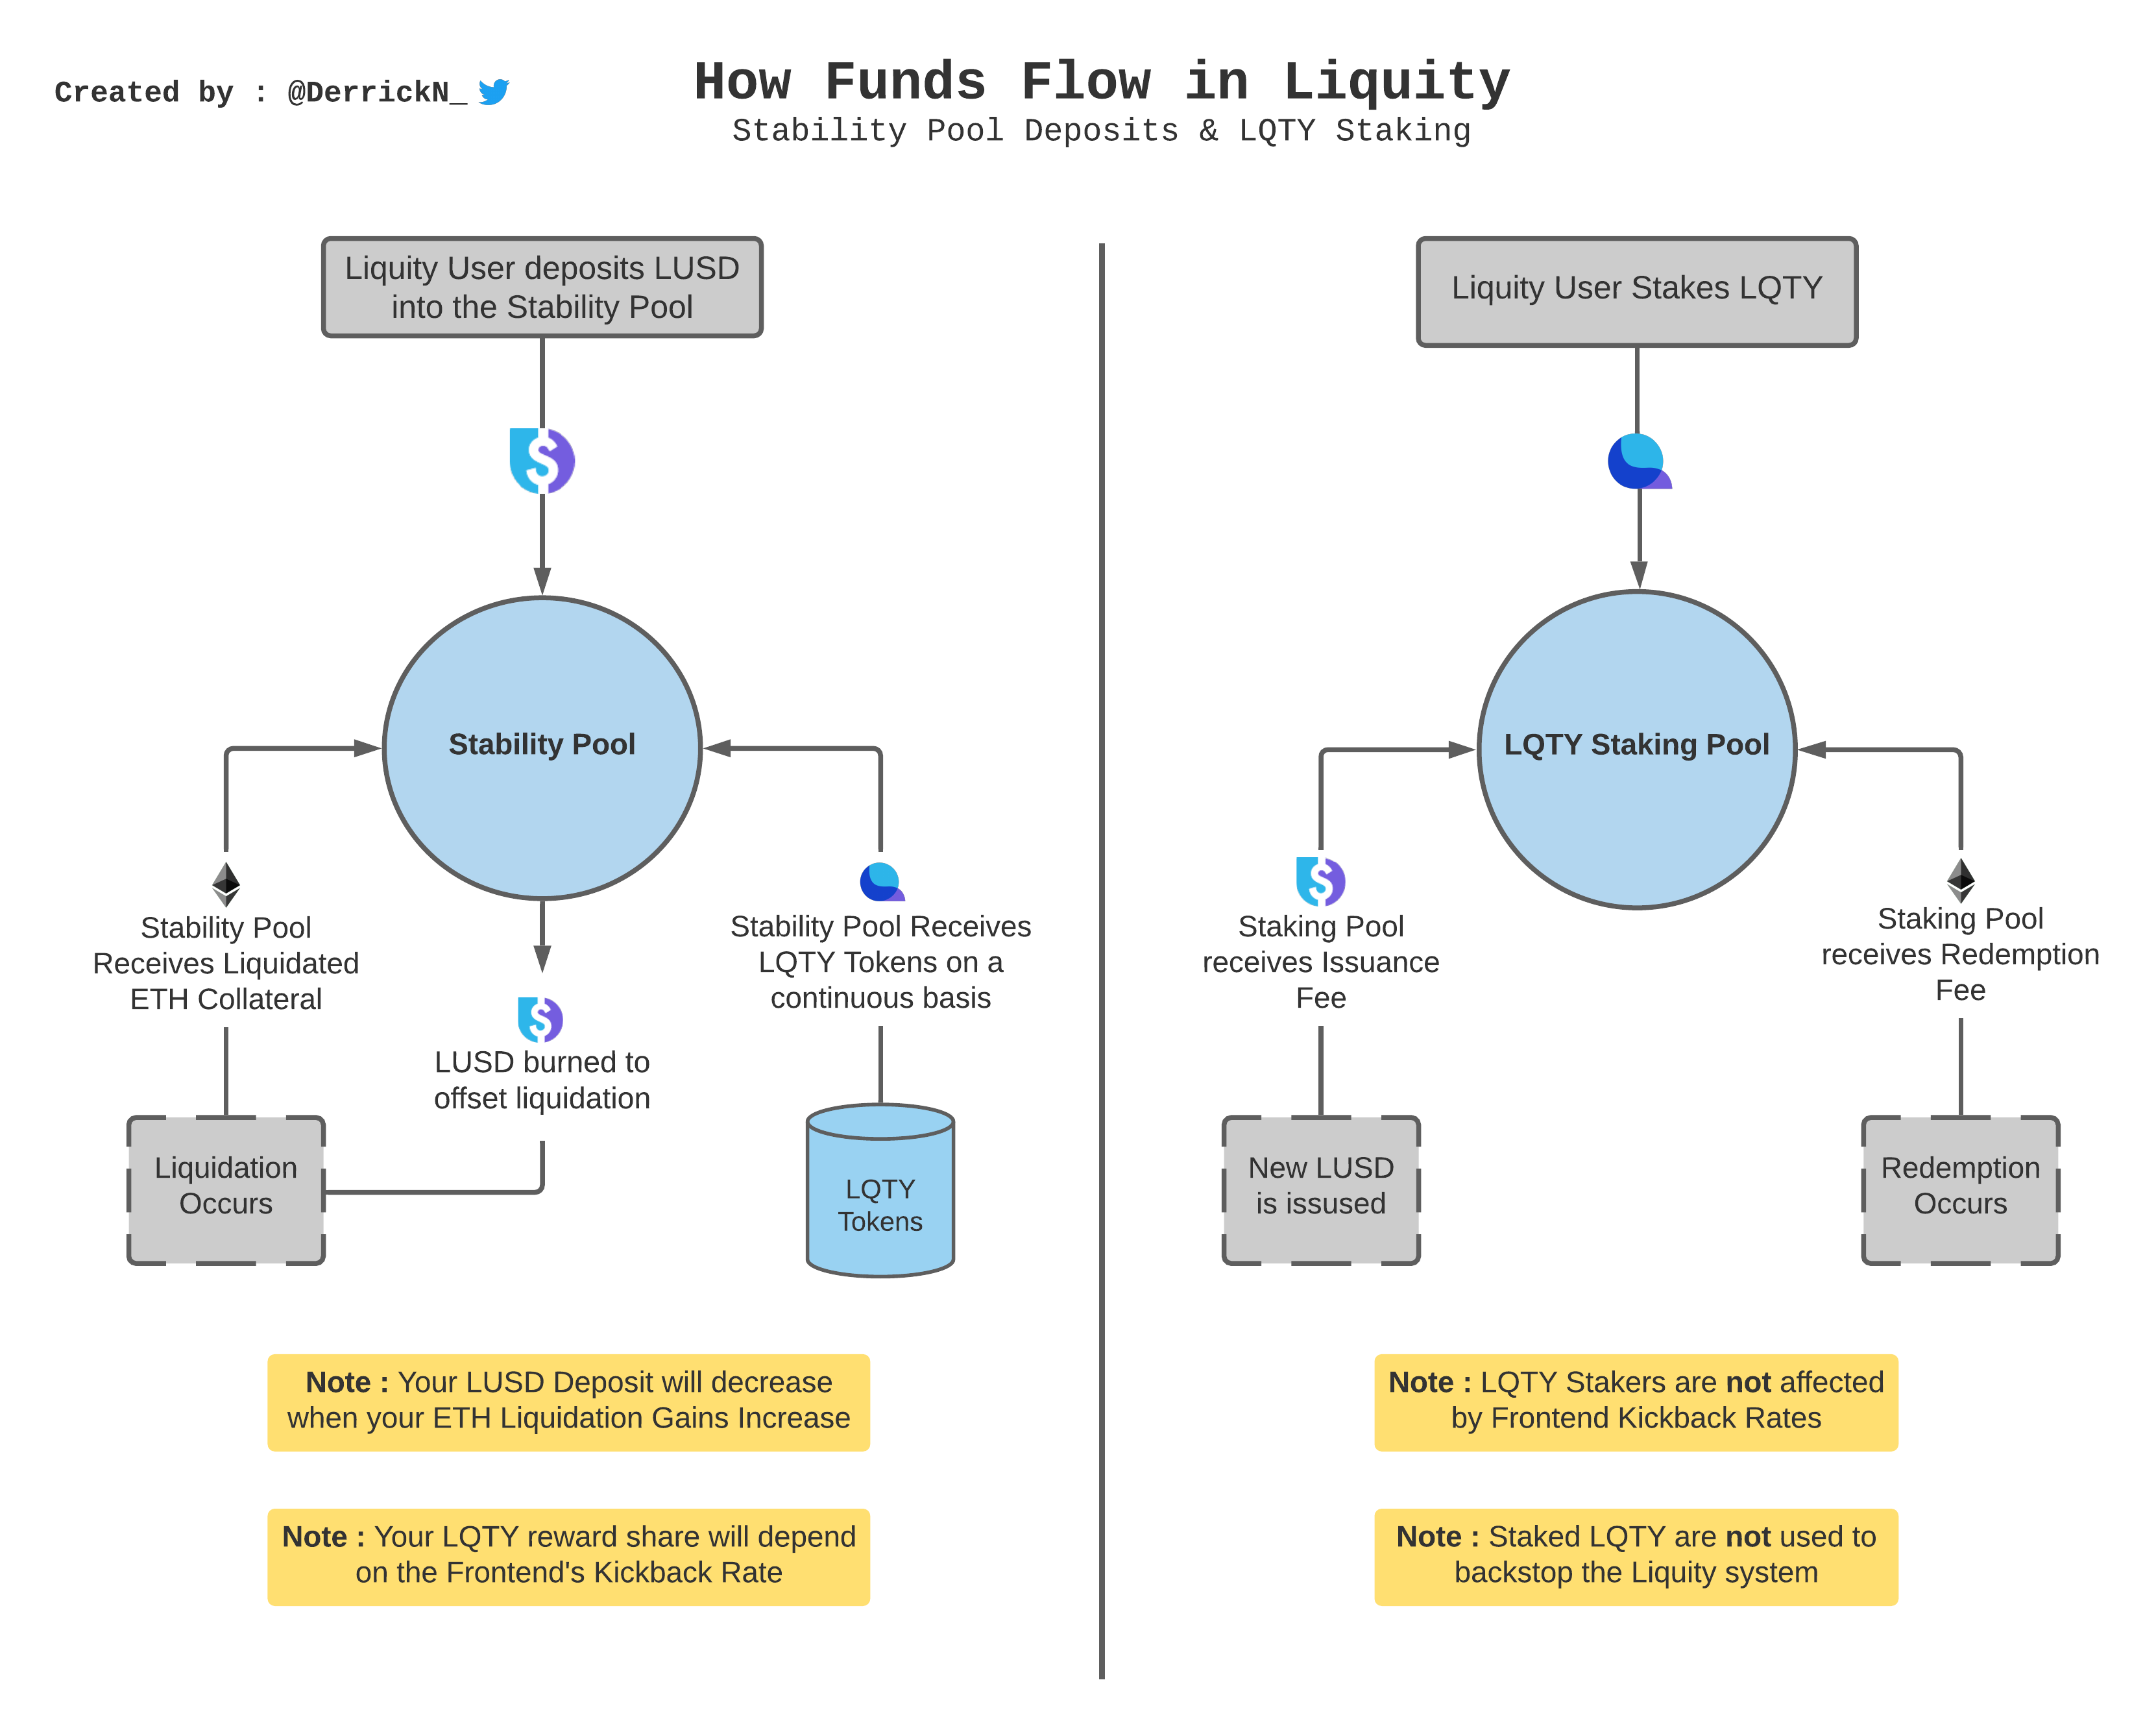 Created by : @DerrickN_
How Funds Flow in Liquity
Stability Pool Deposits & LQTY Staking
Liquity User deposits LUSD
into the Stability Pool
Stability Pool
Stability Pool
Receives Liquidated
ETH Collateral
LUSD burned to
offset liquidation
Stability Pool Receives
LQTY Tokens on a
continuous basis
Liquidation
Occurs
LQTY
Tokens
Note : Your LUSD Deposit will decrease
when your ETH Liquidation Gains Increase
Note : Your LQTY reward share will depend
on the Frontend's Kickback Rate
Liquity User Stakes LQTY
LQTY Staking Pool
Staking Pool
receives Issuance
Fee
Staking Pool
receives Redemption
Fee
New LUSD
is issused
Redemption
Occurs
Note : LQTY Stakers are not affected
by Frontend Kickback Rates
Note : Staked LQTY are not used to
backstop the Liquity system